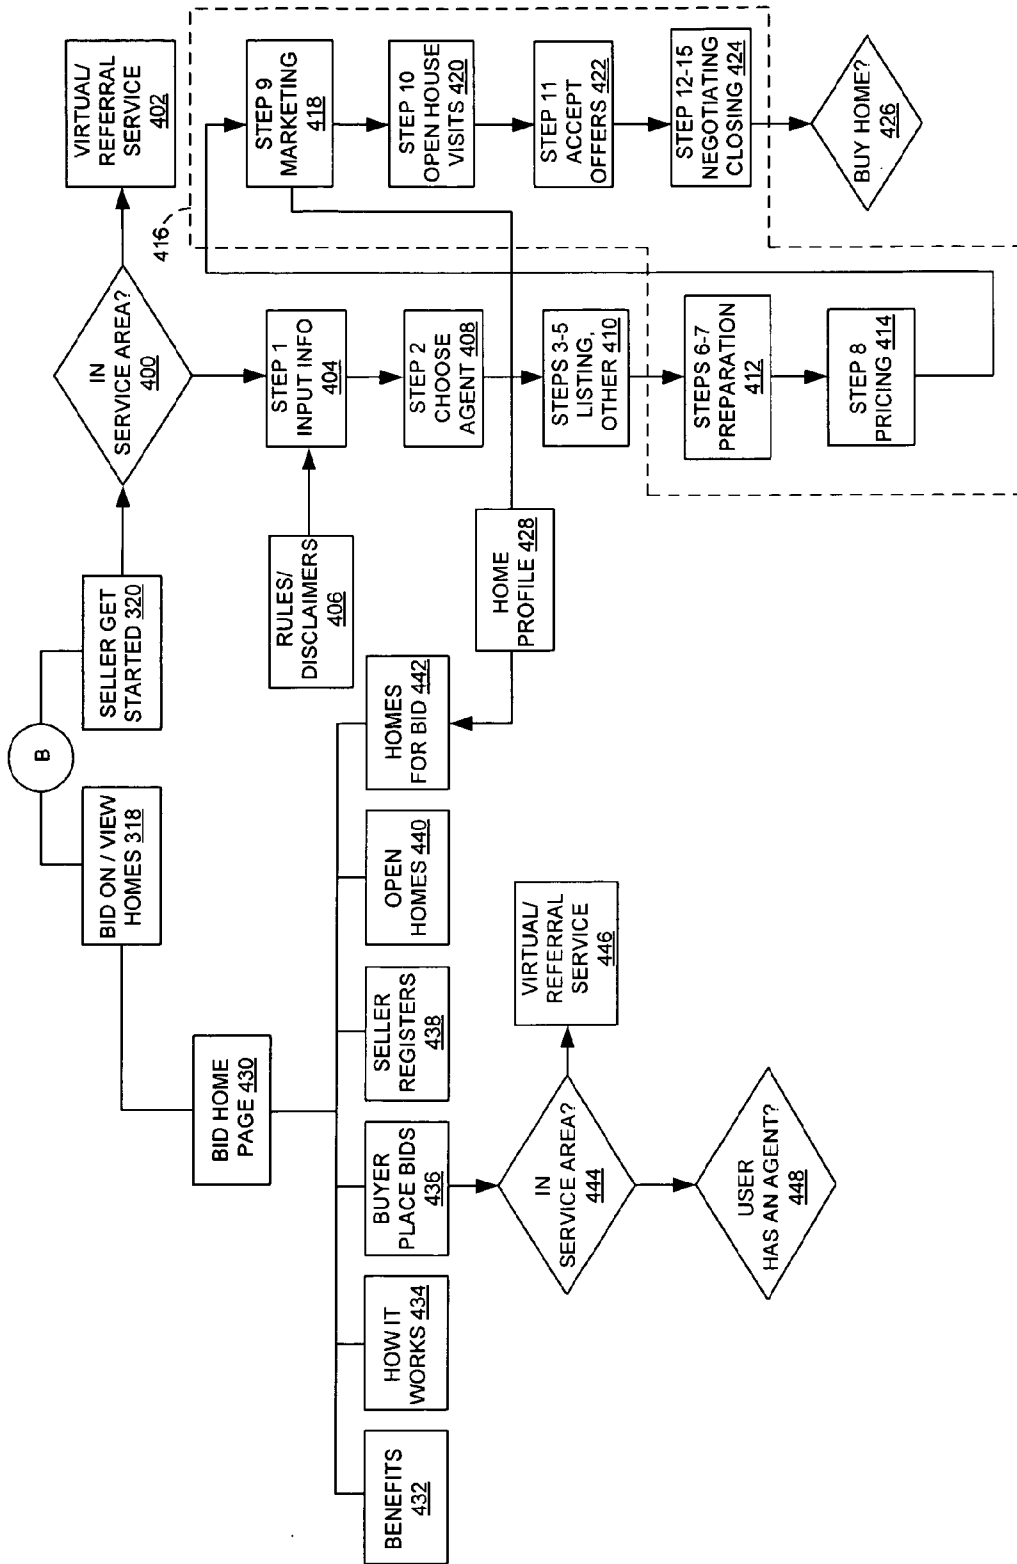 B
BID ON / VIEW
HOMES 318
SELLER GET
STARTED 320
IN
SERVICE AREA?
400
VIRTUAL/
REFERRAL
SERVICE
402
BID HOME
PAGE 430
RULES/
DISCLAIMERS
406
STEP 1
INPUT INFO
404
416
STEP 9
MARKETING
418
BENEFITS
432
HOW IT
WORKS 434
BUYER
PLACE BIDS
436
SELLER
REGISTERS
438
OPEN
HOMES 440
HOMES
FOR BID 442
STEP 2
CHOOSE
AGENT 408
STEP 10
OPEN HOUSE
VISITS 420
IN
SERVICE AREA?
444
VIRTUAL/
REFERRAL
SERVICE
446
HOME
PROFILE 428
STEPS 3-5
LISTING,
OTHER 410
STEP 11
ACCEPT
OFFERS 422
USER
HAS AN AGENT?
448
STEPS 6-7
PREPARATION
412
STEP 12-15
NEGOTIATING
CLOSING 424
STEP 8
PRICING 414
BUY HOME?
426